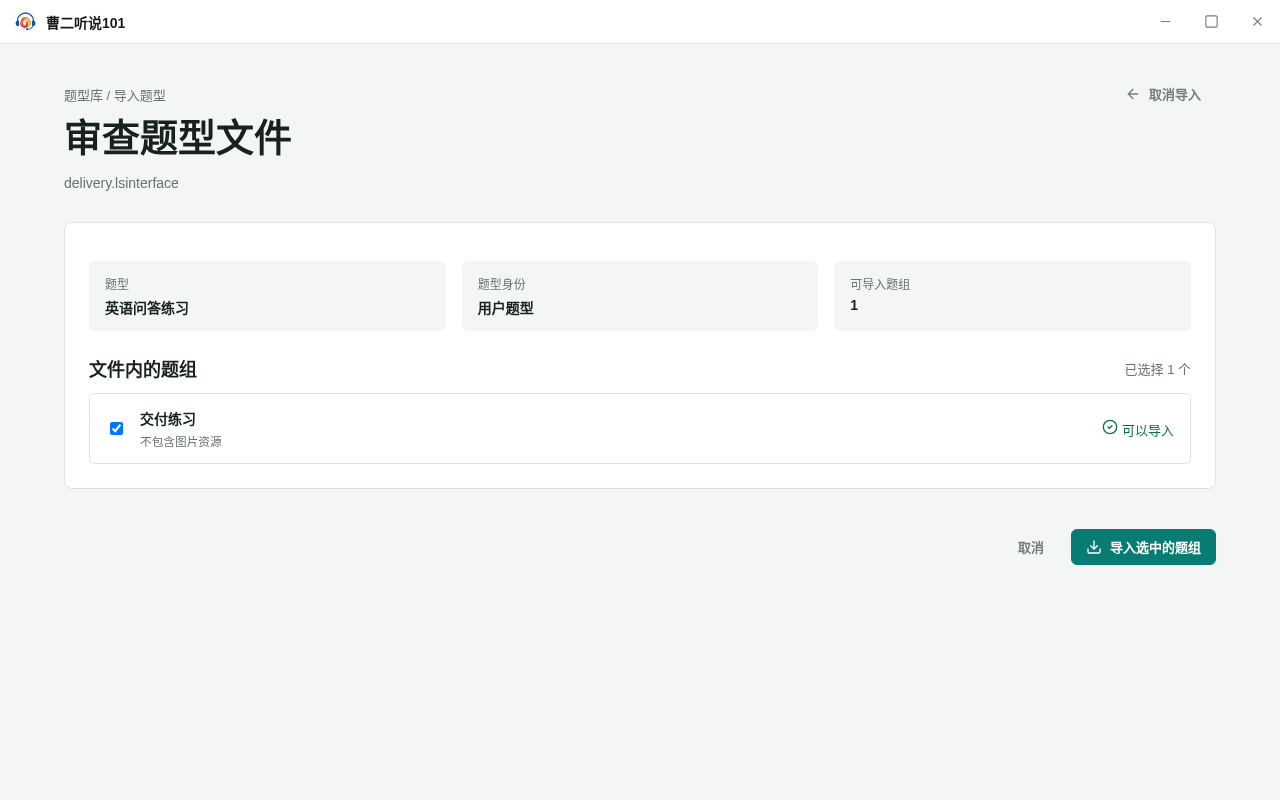 曹二听说101
题型库 / 导入题型
取消导入
审查题型文件
delivery.lsinterface
题型
英语问答练习
题型身份
用户题型
可导入题组
1
文件内的题组
已选择 1 个
交付练习
不包含图片资源
可以导入
取消
导入选中的题组